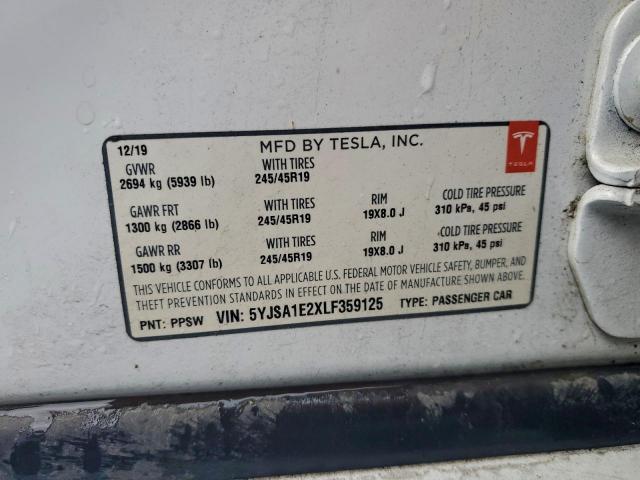 12/19 MFD BY TESLA, INC.
GVWR WITH TIRES
2694 kg (5939 lb) 245/45R19
TESLA
GAWR FRT WITH TIRES RIM COLD TIRE PRESSURE
1300 kg (2866 lb) 245/45R19 19X8.0 J 310 kPa, 45 psi
GAWR RR WITH TIRES RIM COLD TIRE PRESSURE
1500 kg (3307 lb) 245/45R19 19X8.0 J 310 kPa, 45 psi
THIS VEHICLE CONFORMS TO ALL APPLICABLE U.S. FEDERAL MOTOR VEHICLE SAFETY, BUMPER, AND
THEFT PREVENTION STANDARDS IN EFFECT ON THE DATE OF MANUFACTURE SHOWN ABOVE.
PNT: PPSW VIN: 5YJSA1E2XLF359125 TYPE: PASSENGER CAR